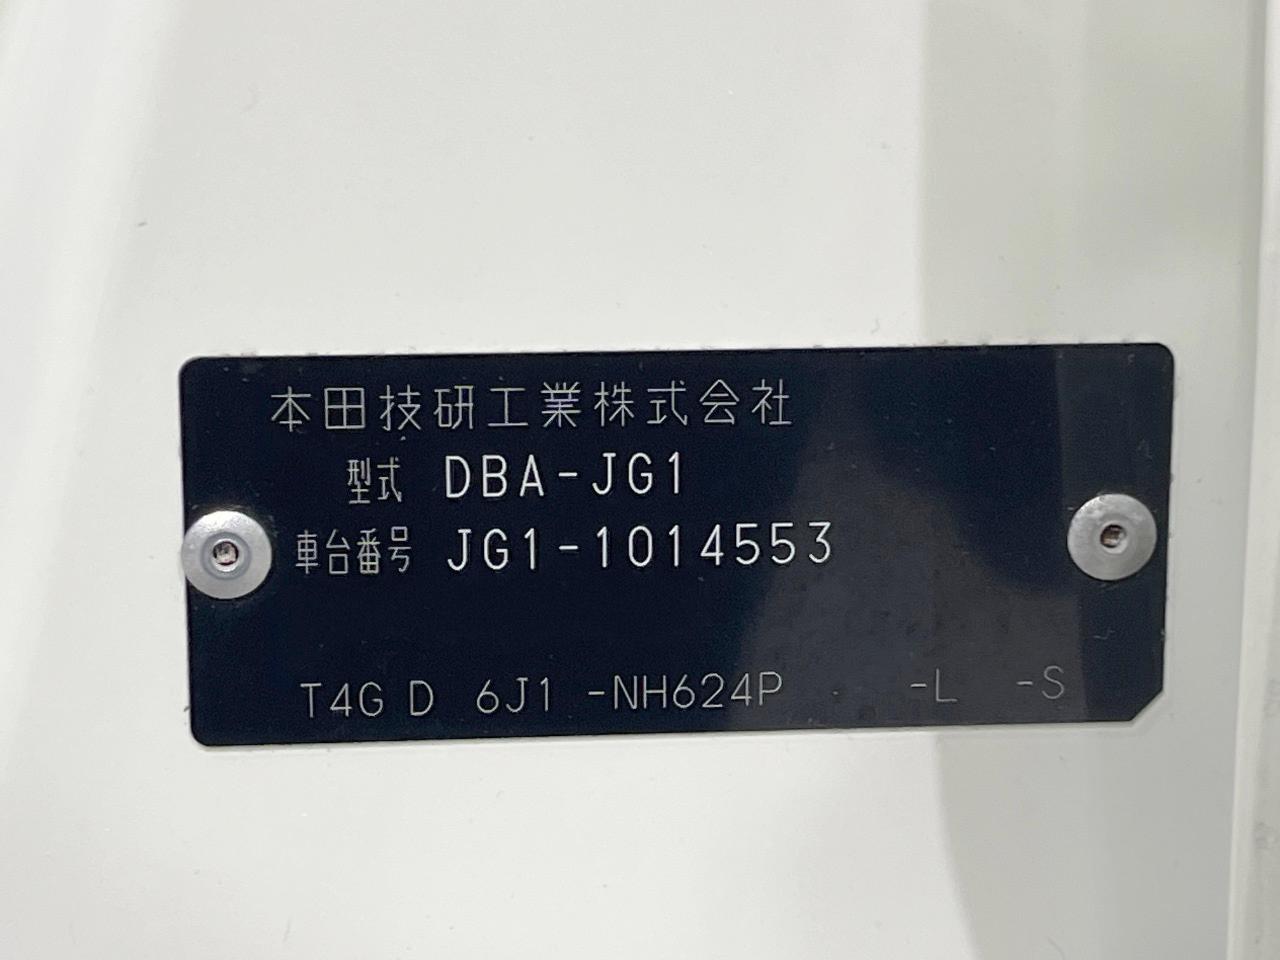 本田技研工業株式会社
型式 DBA-JG1
車台番号 JG1-1014553
T4G D 6J1 -NH624P -L -S